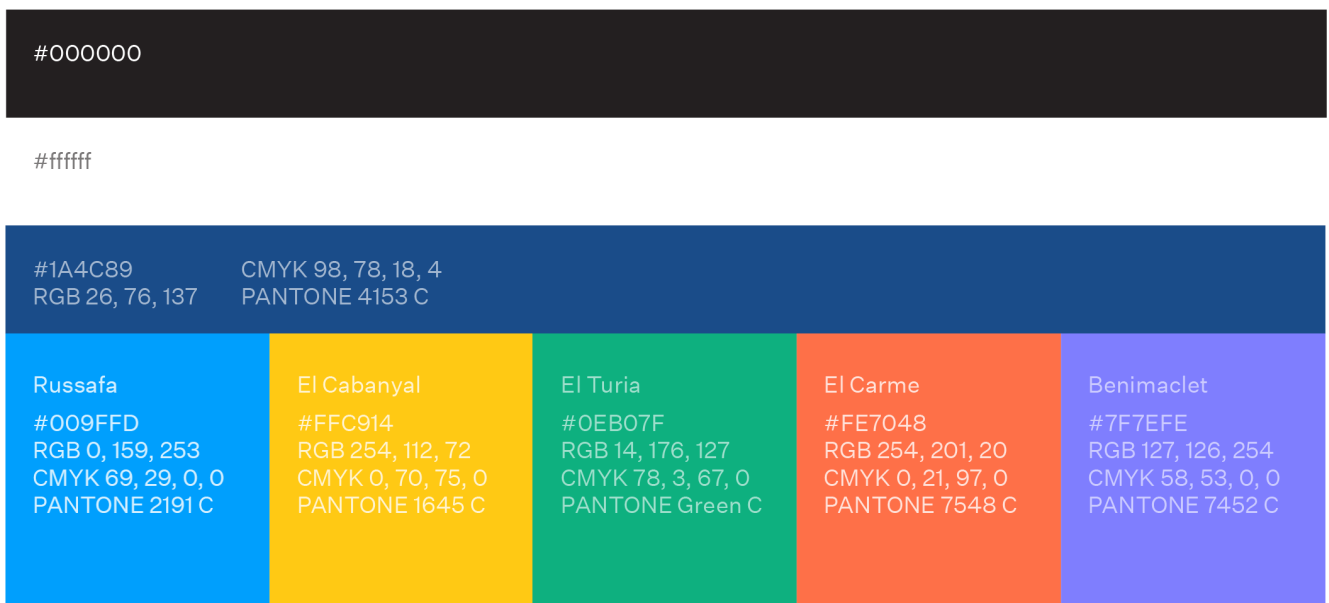 #000000
#ffffff
#1A4C89
RGB 26, 76, 137
CMYK 98, 78, 18, 4
PANTONE 4153 C
Russafa
#009FFD
RGB 0, 159, 253
CMYK 69, 29, 0, 0
PANTONE 2191 C
El Cabanyal
#FFC914
RGB 254, 112, 72
CMYK 0, 70, 75, 0
PANTONE 1645 C
El Turia
#0EB07F
RGB 14, 176, 127
CMYK 78, 3, 67, 0
PANTONE Green C
El Carme
#FE7048
RGB 254, 201, 20
CMYK 0, 21, 97, 0
PANTONE 7548 C
Benimaclet
#7F7EFE
RGB 127, 126, 254
CMYK 58, 53, 0, 0
PANTONE 7452 C